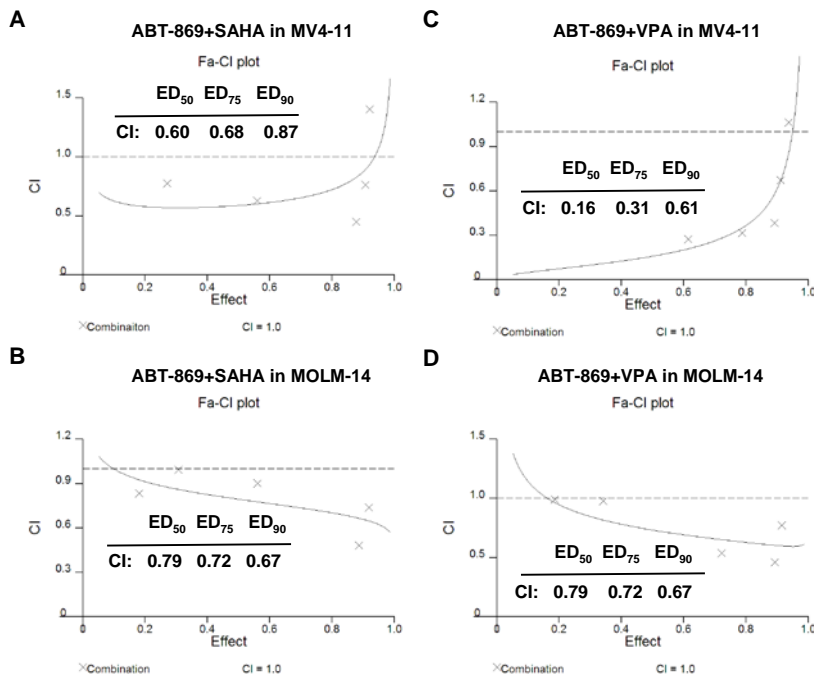 A
ABT-869+SAHA in MV4-11
Fa-CI plot
1.5
1.0
0.5
0
CI
ED50 ED75 ED90
CI: 0.60 0.68 0.87
0 0.2 0.4 0.6 0.8 1.0
Effect
Combinaiton CI = 1.0
C
ABT-869+VPA in MV4-11
Fa-CI plot
1.2
1.0
0.6
0.3
0
CI
ED50 ED75 ED90
CI: 0.16 0.31 0.61
0 0.2 0.4 0.6 0.8 1.0
Effect
Combination CI = 1.0
B
ABT-869+SAHA in MOLM-14
Fa-CI plot
1.2
1.0
0.9
0.6
0.3
0
CI
ED50 ED75 ED90
CI: 0.79 0.72 0.67
0 0.2 0.4 0.6 0.8 1.0
Effect
Combination CI = 1.0
D
ABT-869+VPA in MOLM-14
Fa-CI plot
1.5
1.0
0.5
0
CI
ED50 ED75 ED90
CI: 0.79 0.72 0.67
0 0.2 0.4 0.6 0.8 1.0
Effect
Combination CI = 1.0